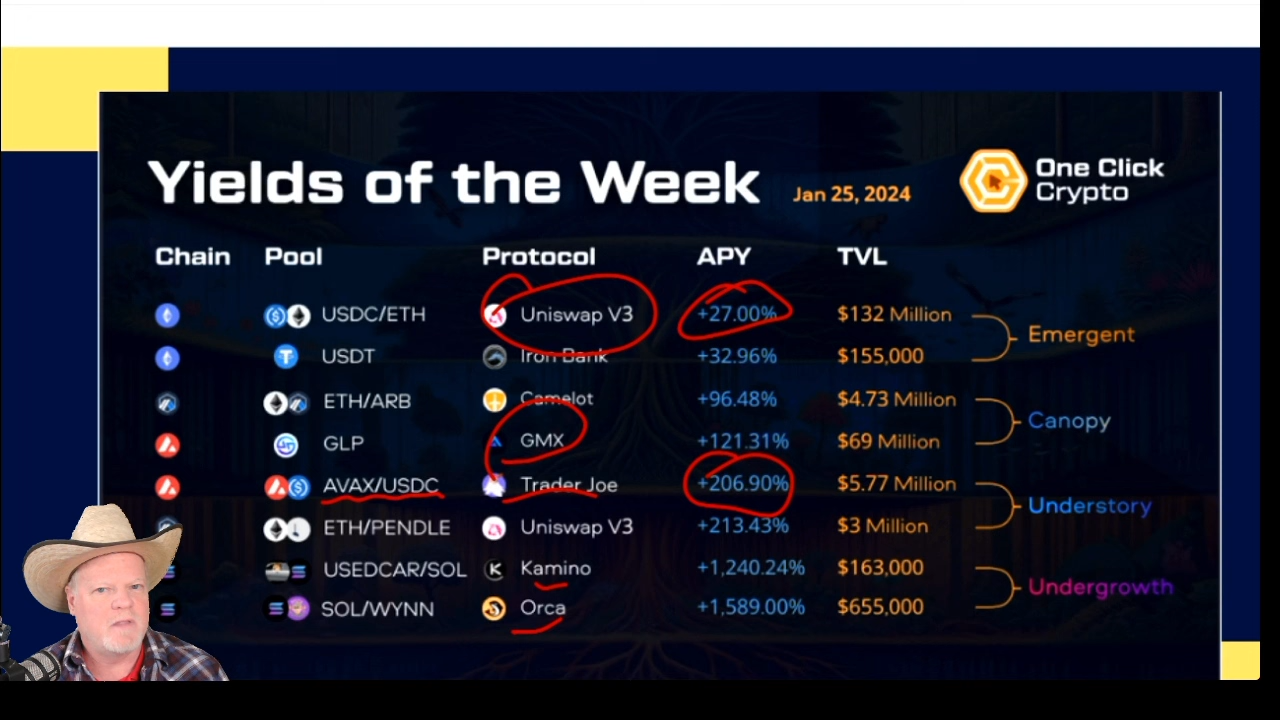 Yields of the Week Jan 25, 2024 One Click
Crypto
Chain Pool Protocol APY TVL
USDC/ETH Uniswap V3 +27.00% $132 Million
Emergent
USDT Iron Bank +32.96% $155,000
ETH/ARB Camelot +96.48% $4.73 Million
Canopy
GLP GMX +121.31% $69 Million
AVAX/USDC Trader Joe +206.90% $5.77 Million
Understory
ETH/PENDLE Uniswap V3 +213.43% $3 Million
USEDCAR/SOL Kamino +1,240.24% $163,000
Undergrowth
SOL/WYNN Orca +1,589.00% $655,000